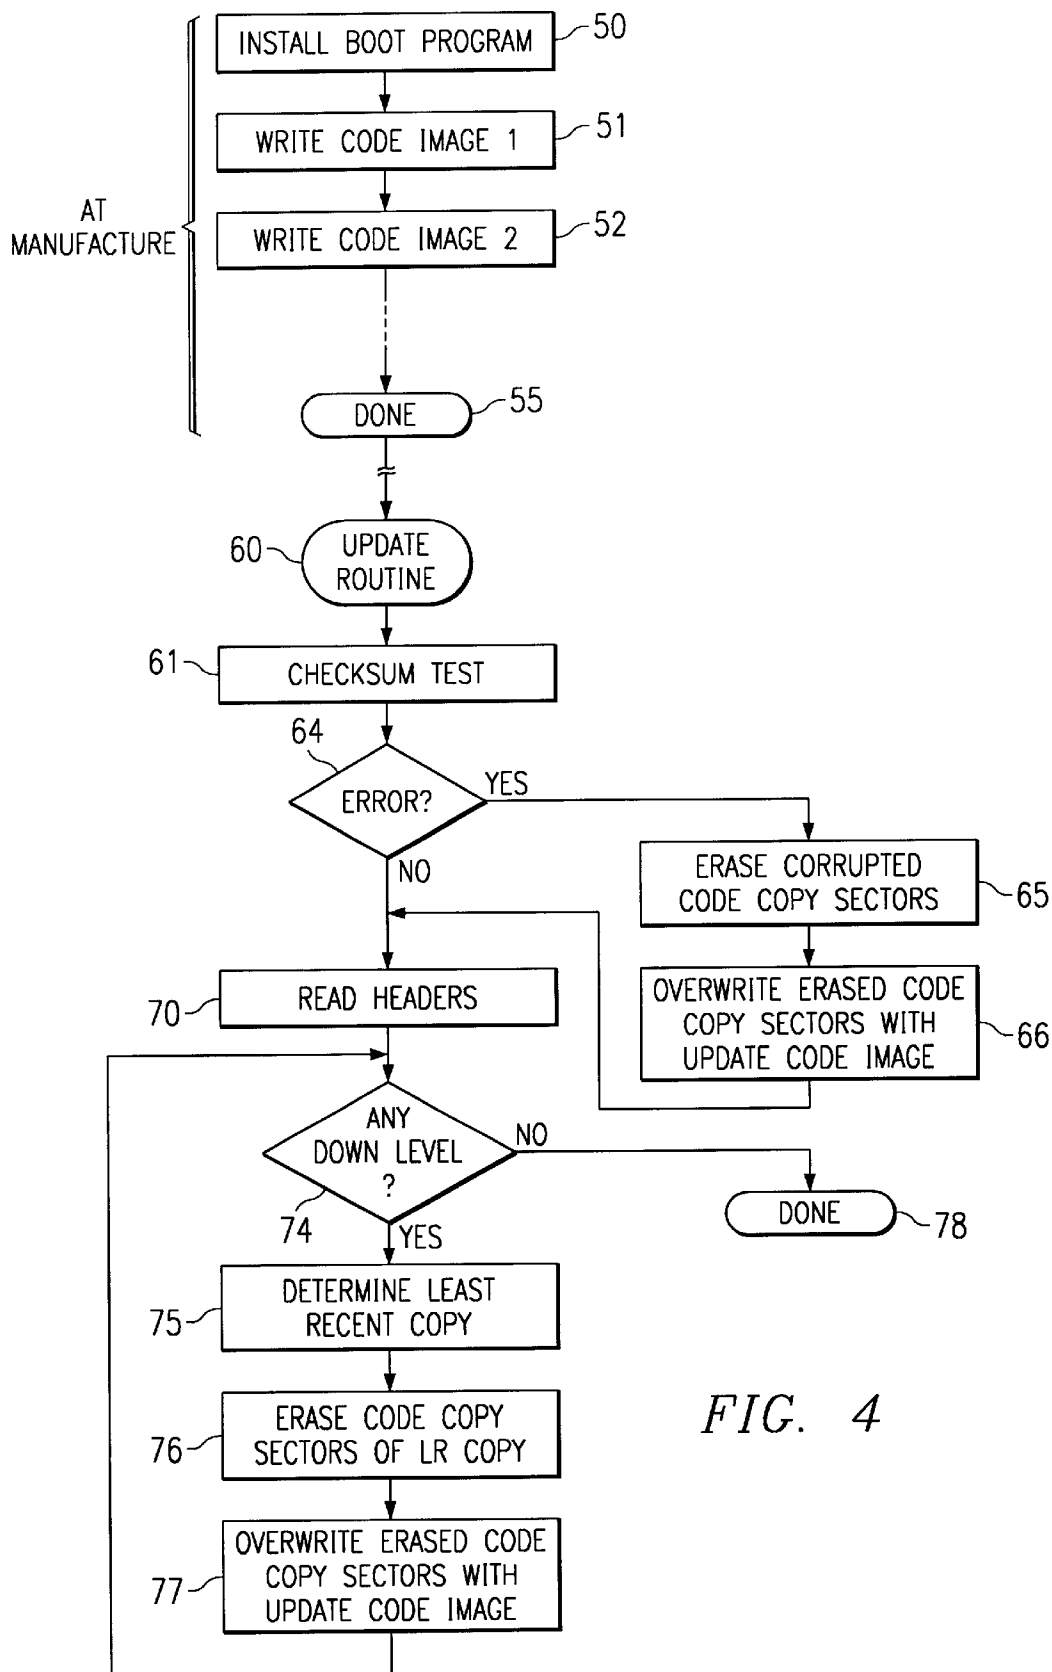 INSTALL BOOT PROGRAM
50
WRITE CODE IMAGE 1
51
AT
MANUFACTURE
WRITE CODE IMAGE 2
52
DONE
55
60
UPDATE
ROUTINE
61
CHECKSUM TEST
64
ERROR?
YES
NO
ERASE CORRUPTED
CODE COPY SECTORS
65
70
READ HEADERS
OVERWRITE ERASED CODE
COPY SECTORS WITH
UPDATE CODE IMAGE
66
ANY
DOWN LEVEL
?
NO
74
YES
DONE
78
75
DETERMINE LEAST
RECENT COPY
76
ERASE CODE COPY
SECTORS OF LR COPY
FIG. 4
77
OVERWRITE ERASED CODE
COPY SECTORS WITH
UPDATE CODE IMAGE